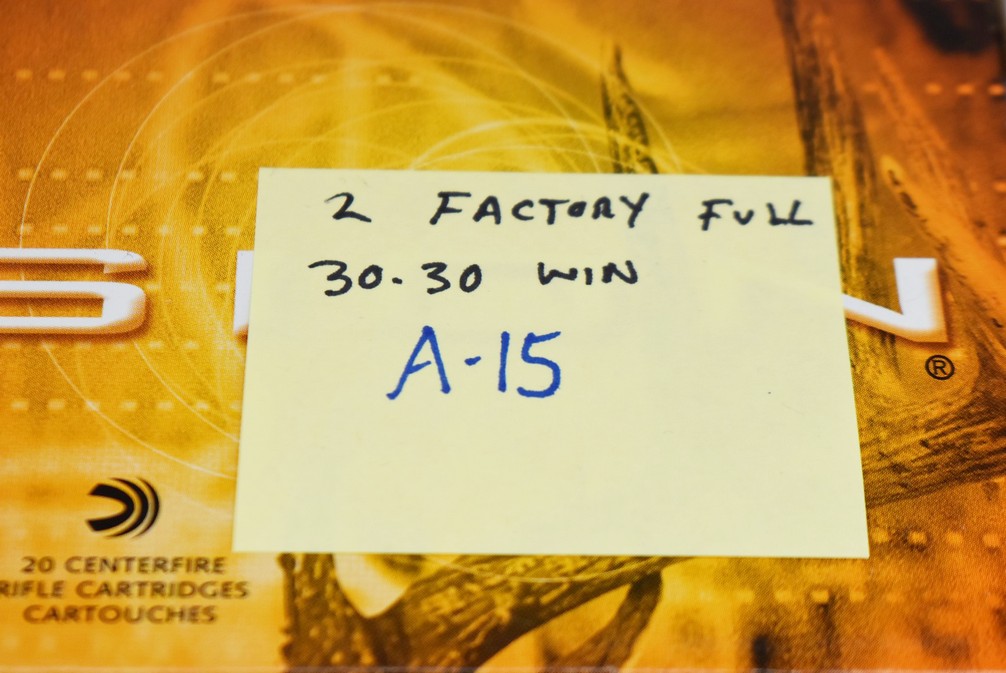 2 FACTORY FULL
30-30 WIN
A-15
®
20 CENTERFIRE
RIFLE CARTRIDGES
CARTOUCHES